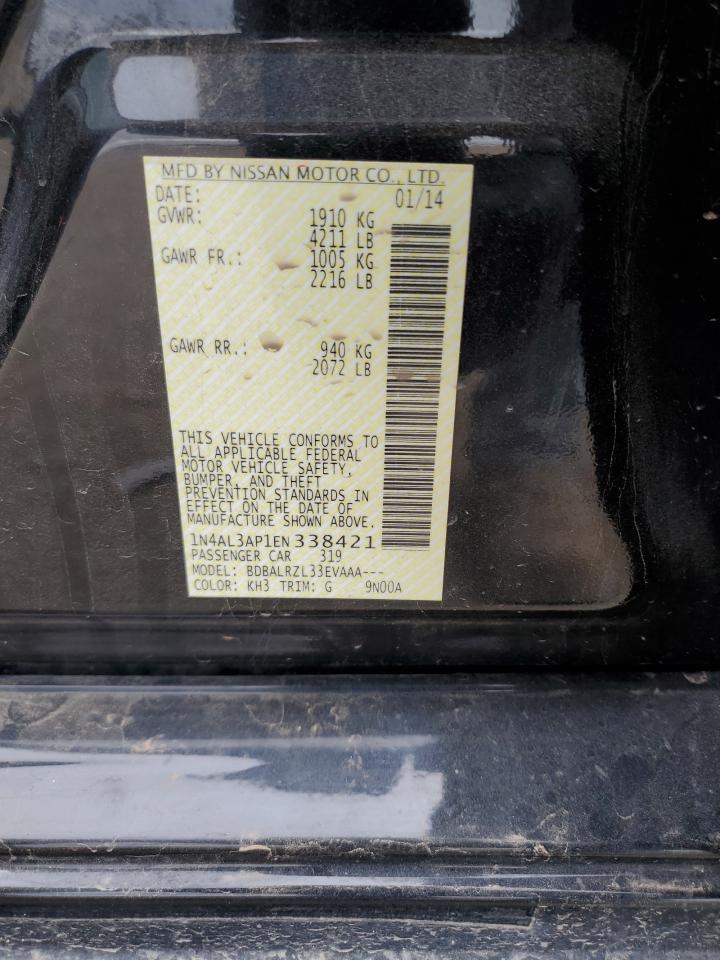 MFD BY NISSAN MOTOR CO., LTD.
DATE: 01/14
GVWR: 1910 KG
4211 LB
GAWR FR.: 1005 KG
2216 LB
GAWR RR.: 940 KG
2072 LB
THIS VEHICLE CONFORMS TO
ALL APPLICABLE FEDERAL
MOTOR VEHICLE SAFETY,
BUMPER, AND THEFT
PREVENTION STANDARDS IN
EFFECT ON THE DATE OF
MANUFACTURE SHOWN ABOVE.
1N4AL3AP1EN338421
PASSENGER CAR 319
MODEL: BDBALRZL33EVAAA---
COLOR: KH3 TRIM: G 9N00A